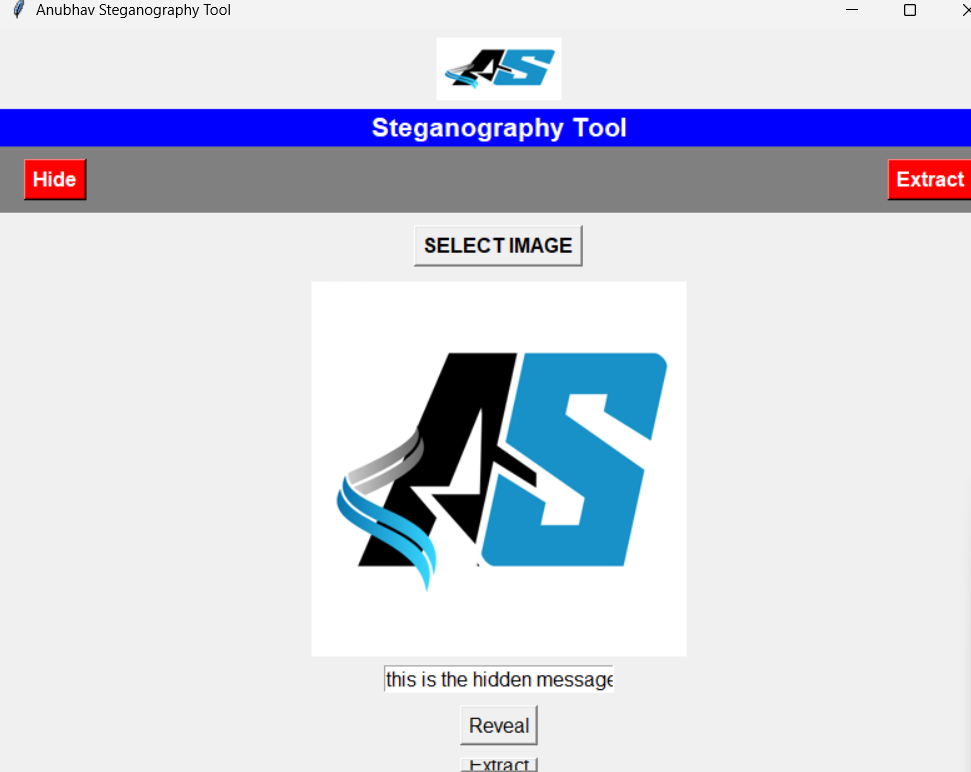 Anubhav Steganography Tool
AS
Steganography Tool
Hide Extract
SELECT IMAGE
AS
this is the hidden message
Reveal
Extract